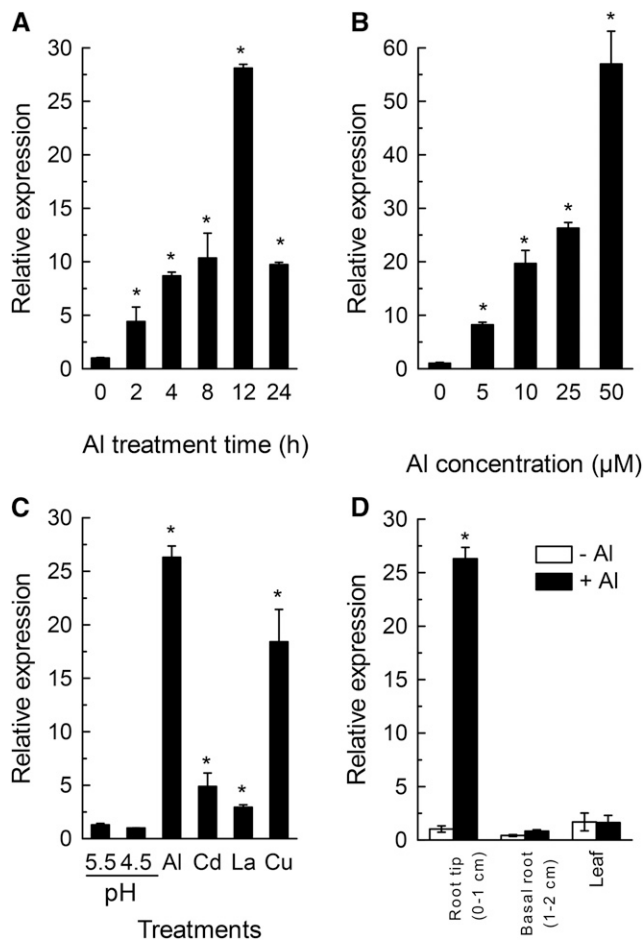 A
Relative expression
30
25
20
15
10
5
0
* * * * *
0 2 4 8 12 24
Al treatment time (h)
B
Relative expression
60
50
40
30
20
10
0
* * * *
0 5 10 25 50
Al concentration (µM)
C
Relative expression
30
25
20
15
10
5
0
* * * *
5.5 4.5 Al Cd La Cu
pH
Treatments
D
Relative expression
30
25
20
15
10
5
0
*
- Al
+ Al
Root tip
(0-1 cm)
Basal root
(1-2 cm)
Leaf